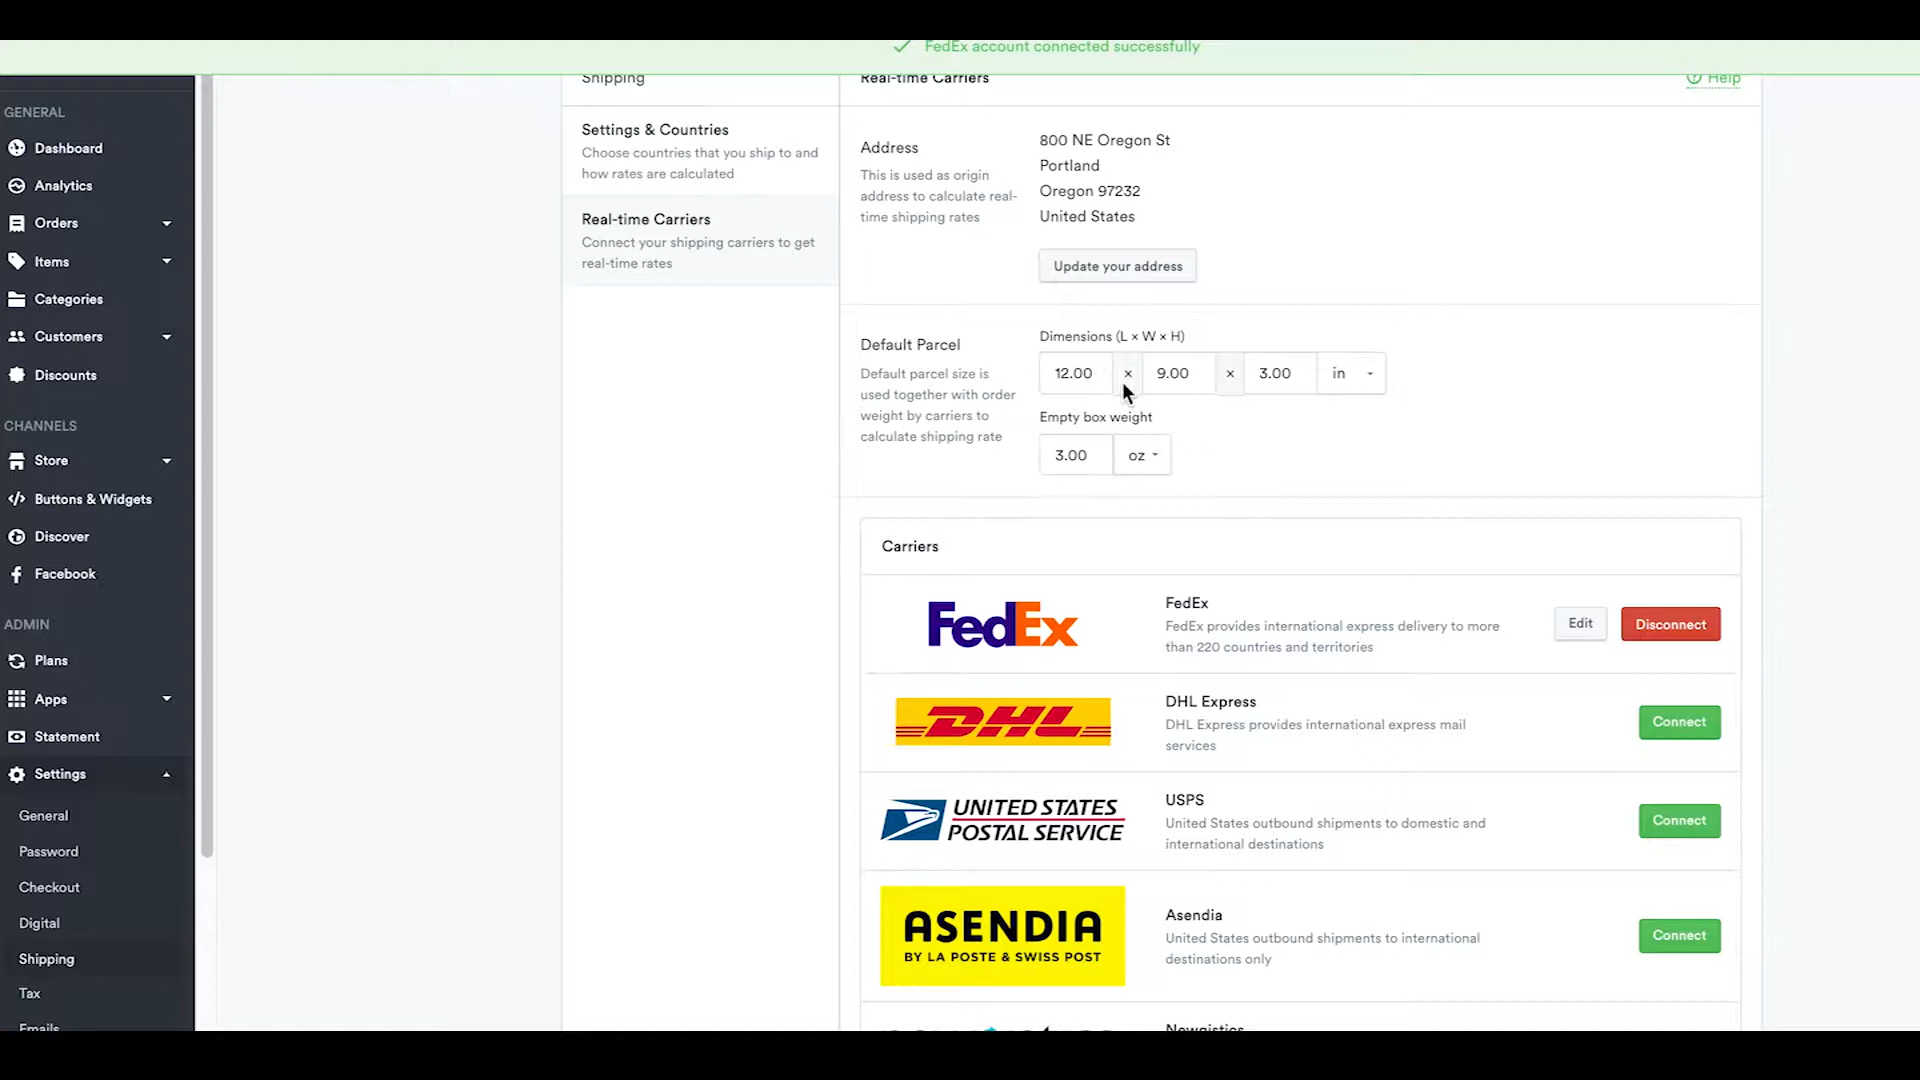 FedEx account connected successfully
GENERAL
Dashboard
Analytics
Orders
Items
Categories
Customers
Discounts
CHANNELS
Store
Buttons & Widgets
Discover
Facebook
ADMIN
Plans
Apps
Statement
Settings
General
Password
Checkout
Digital
Shipping
Tax
Emails
Shipping
Settings & Countries
Choose countries that you ship to and
how rates are calculated
Real-time Carriers
Connect your shipping carriers to get
real-time rates
Real-time Carriers
Help
Address
This is used as origin
address to calculate real-
time shipping rates
800 NE Oregon St
Portland
Oregon 97232
United States
Update your address
Default Parcel
Default parcel size is
used together with order
weight by carriers to
calculate shipping rate
Dimensions (L × W × H)
12.00 × 9.00 × 3.00 in
Empty box weight
3.00 oz
Carriers
FedEx
FedEx
FedEx provides international express delivery to more
than 220 countries and territories
Edit
Disconnect
DHL
DHL Express
DHL Express provides international express mail
services
Connect
UNITED STATES
POSTAL SERVICE
USPS
United States outbound shipments to domestic and
international destinations
Connect
ASENDIA
BY LA POSTE & SWISS POST
Asendia
United States outbound shipments to international
destinations only
Connect
Newgistics